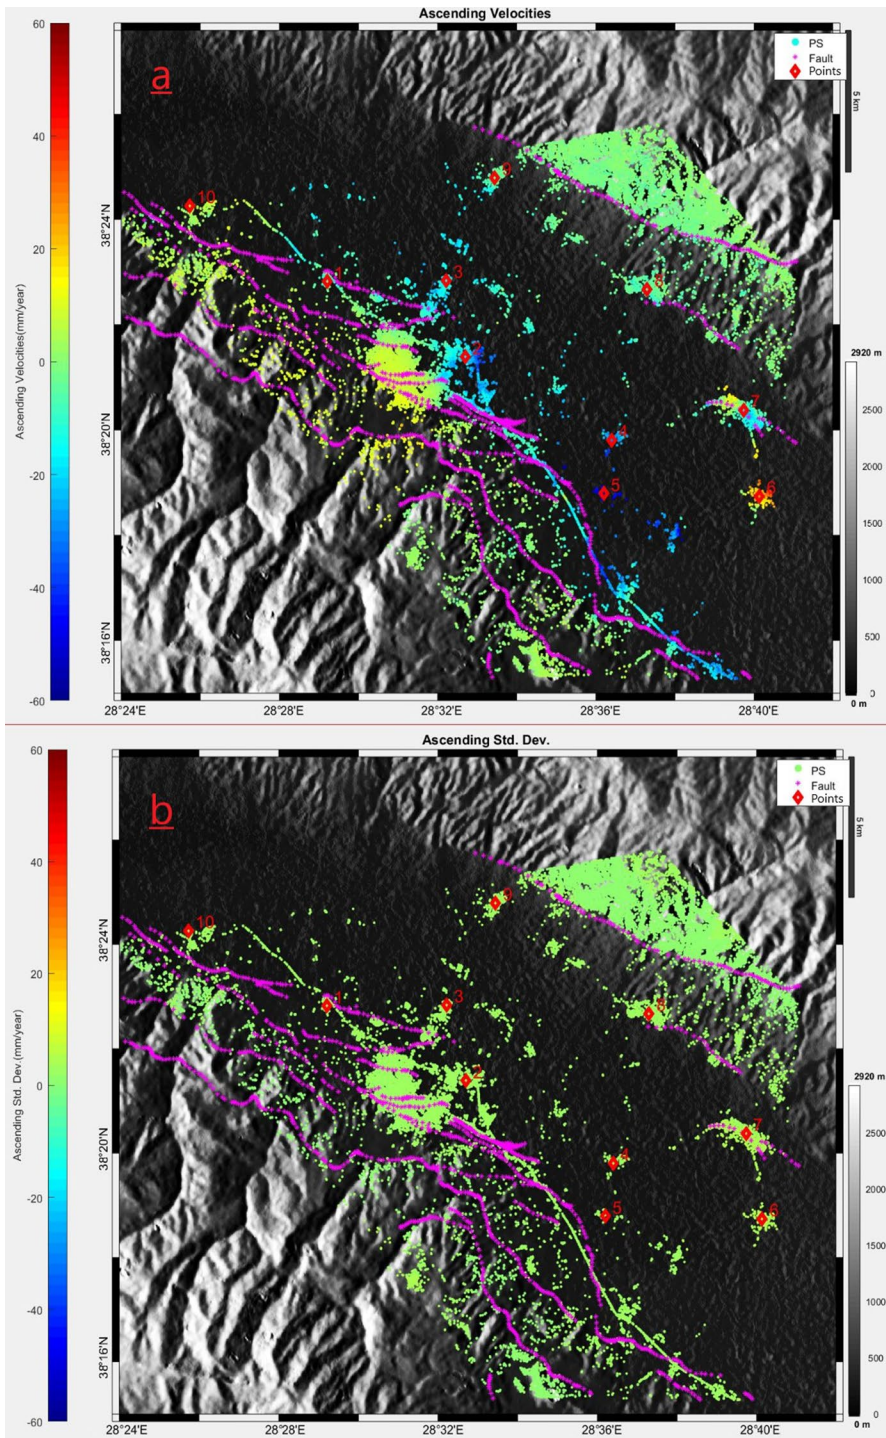 Ascending Velocities
60
40
20
0
-20
-40
-60
Ascending Velocities(mm/year)
a
PS
Fault
Points
5 km
38°24'N
38°20'N
38°16'N
10
9
1
3
8
2
7
4
5
6
2920 m
2500
2000
1500
1000
500
0
0 m
28°24'E
28°28'E
28°32'E
28°36'E
28°40'E
Ascending Std. Dev.
60
40
20
0
-20
-40
-60
Ascending Std. Dev.(mm/year)
b
PS
Fault
Points
5 km
38°24'N
38°20'N
38°16'N
10
9
1
3
8
2
7
4
5
6
2920 m
2500
2000
1500
1000
500
0
0 m
28°24'E
28°28'E
28°32'E
28°36'E
28°40'E